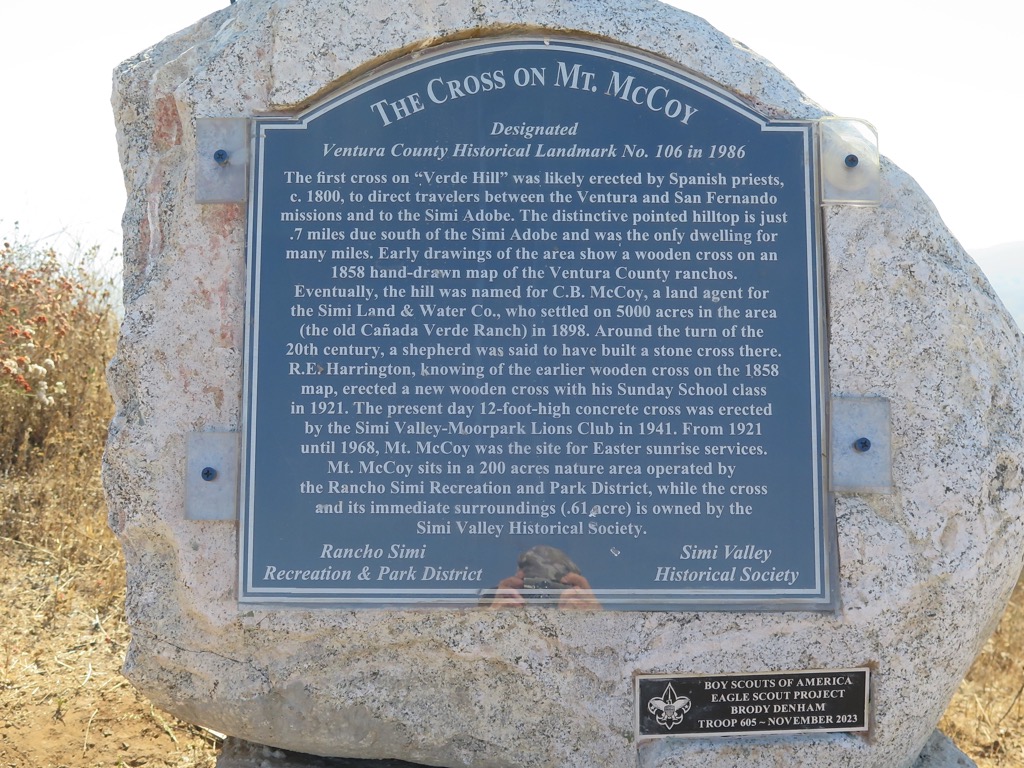 The Cross on Mt. McCoy
Designated
Ventura County Historical Landmark No. 106 in 1986
The first cross on “Verde Hill” was likely erected by Spanish priests,
c. 1800, to direct travelers between the Ventura and San Fernando
missions and to the Simi Adobe. The distinctive pointed hilltop is just
.7 miles due south of the Simi Adobe and was the only dwelling for
many miles. Early drawings of the area show a wooden cross on an
1858 hand-drawn map of the Ventura County ranchos.
Eventually, the hill was named for C.B. McCoy, a land agent for
the Simi Land & Water Co., who settled on 5000 acres in the area
(the old Cañada Verde Ranch) in 1898. Around the turn of the
20th century, a shepherd was said to have built a stone cross there.
R.E. Harrington, knowing of the earlier wooden cross on the 1858
map, erected a new wooden cross with his Sunday School class
in 1921. The present day 12-foot-high concrete cross was erected
by the Simi Valley-Moorpark Lions Club in 1941. From 1921
until 1968, Mt. McCoy was the site for Easter sunrise services.
Mt. McCoy sits in a 200 acres nature area operated by
the Rancho Simi Recreation and Park District, while the cross
and its immediate surroundings (.61 acre) is owned by the
Simi Valley Historical Society.
Rancho Simi
Recreation & Park District
Simi Valley
Historical Society
BOY SCOUTS OF AMERICA
EAGLE SCOUT PROJECT
BRODY DENHAM
TROOP 605 ~ NOVEMBER 2023